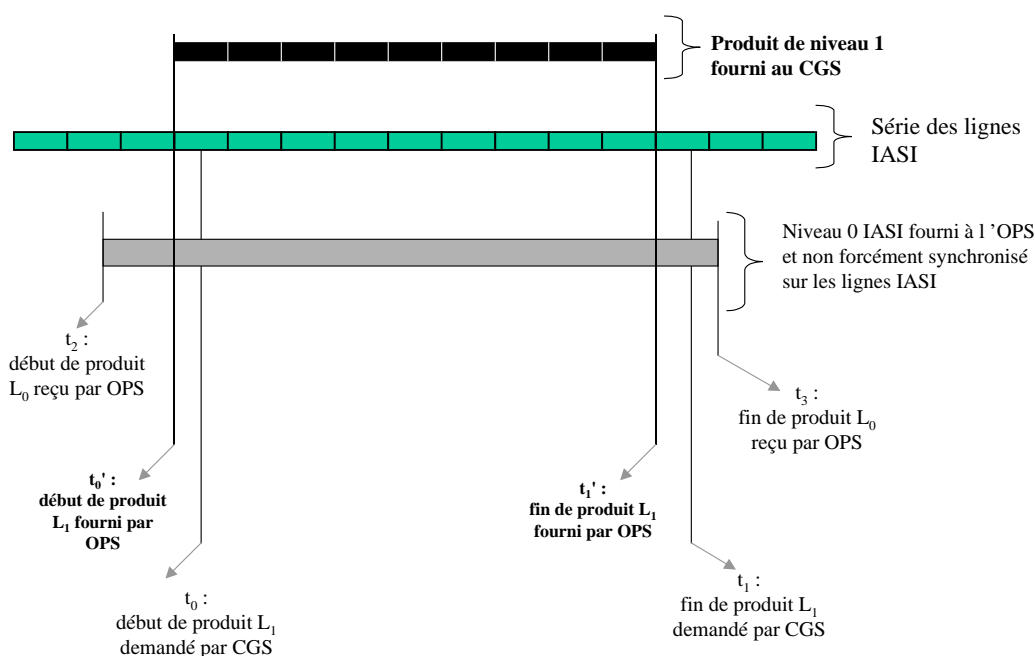 Produit de niveau 1
fourni au CGS
Série des lignes
IASI
Niveau 0 IASI fourni à l ’OPS
et non forcément synchronisé
sur les lignes IASI
t2 :
début de produit
L0 reçu par OPS
t3 :
fin de produit L0
reçu par OPS
t0' :
début de produit
L1 fourni par
OPS
t1' :
fin de produit L1
fourni par OPS
t0 :
début de produit L1
demandé par CGS
t1 :
fin de produit L1
demandé par CGS